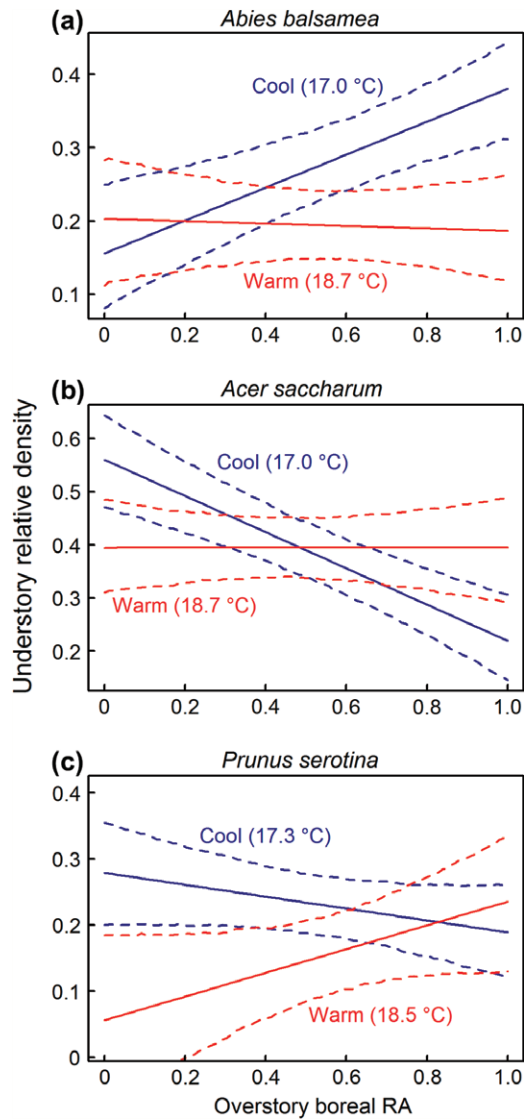 (a) Abies balsamea
0.4
0.3
0.2
0.1
Cool (17.0 °C)
Warm (18.7 °C)
0 0.2 0.4 0.6 0.8 1.0
(b) Acer saccharum
0.6
0.5
0.4
0.3
0.2
Cool (17.0 °C)
Warm (18.7 °C)
0 0.2 0.4 0.6 0.8 1.0
Understory relative density
(c) Prunus serotina
0.4
0.3
0.2
0.1
0
Cool (17.3 °C)
Warm (18.5 °C)
0 0.2 0.4 0.6 0.8 1.0
Overstory boreal RA